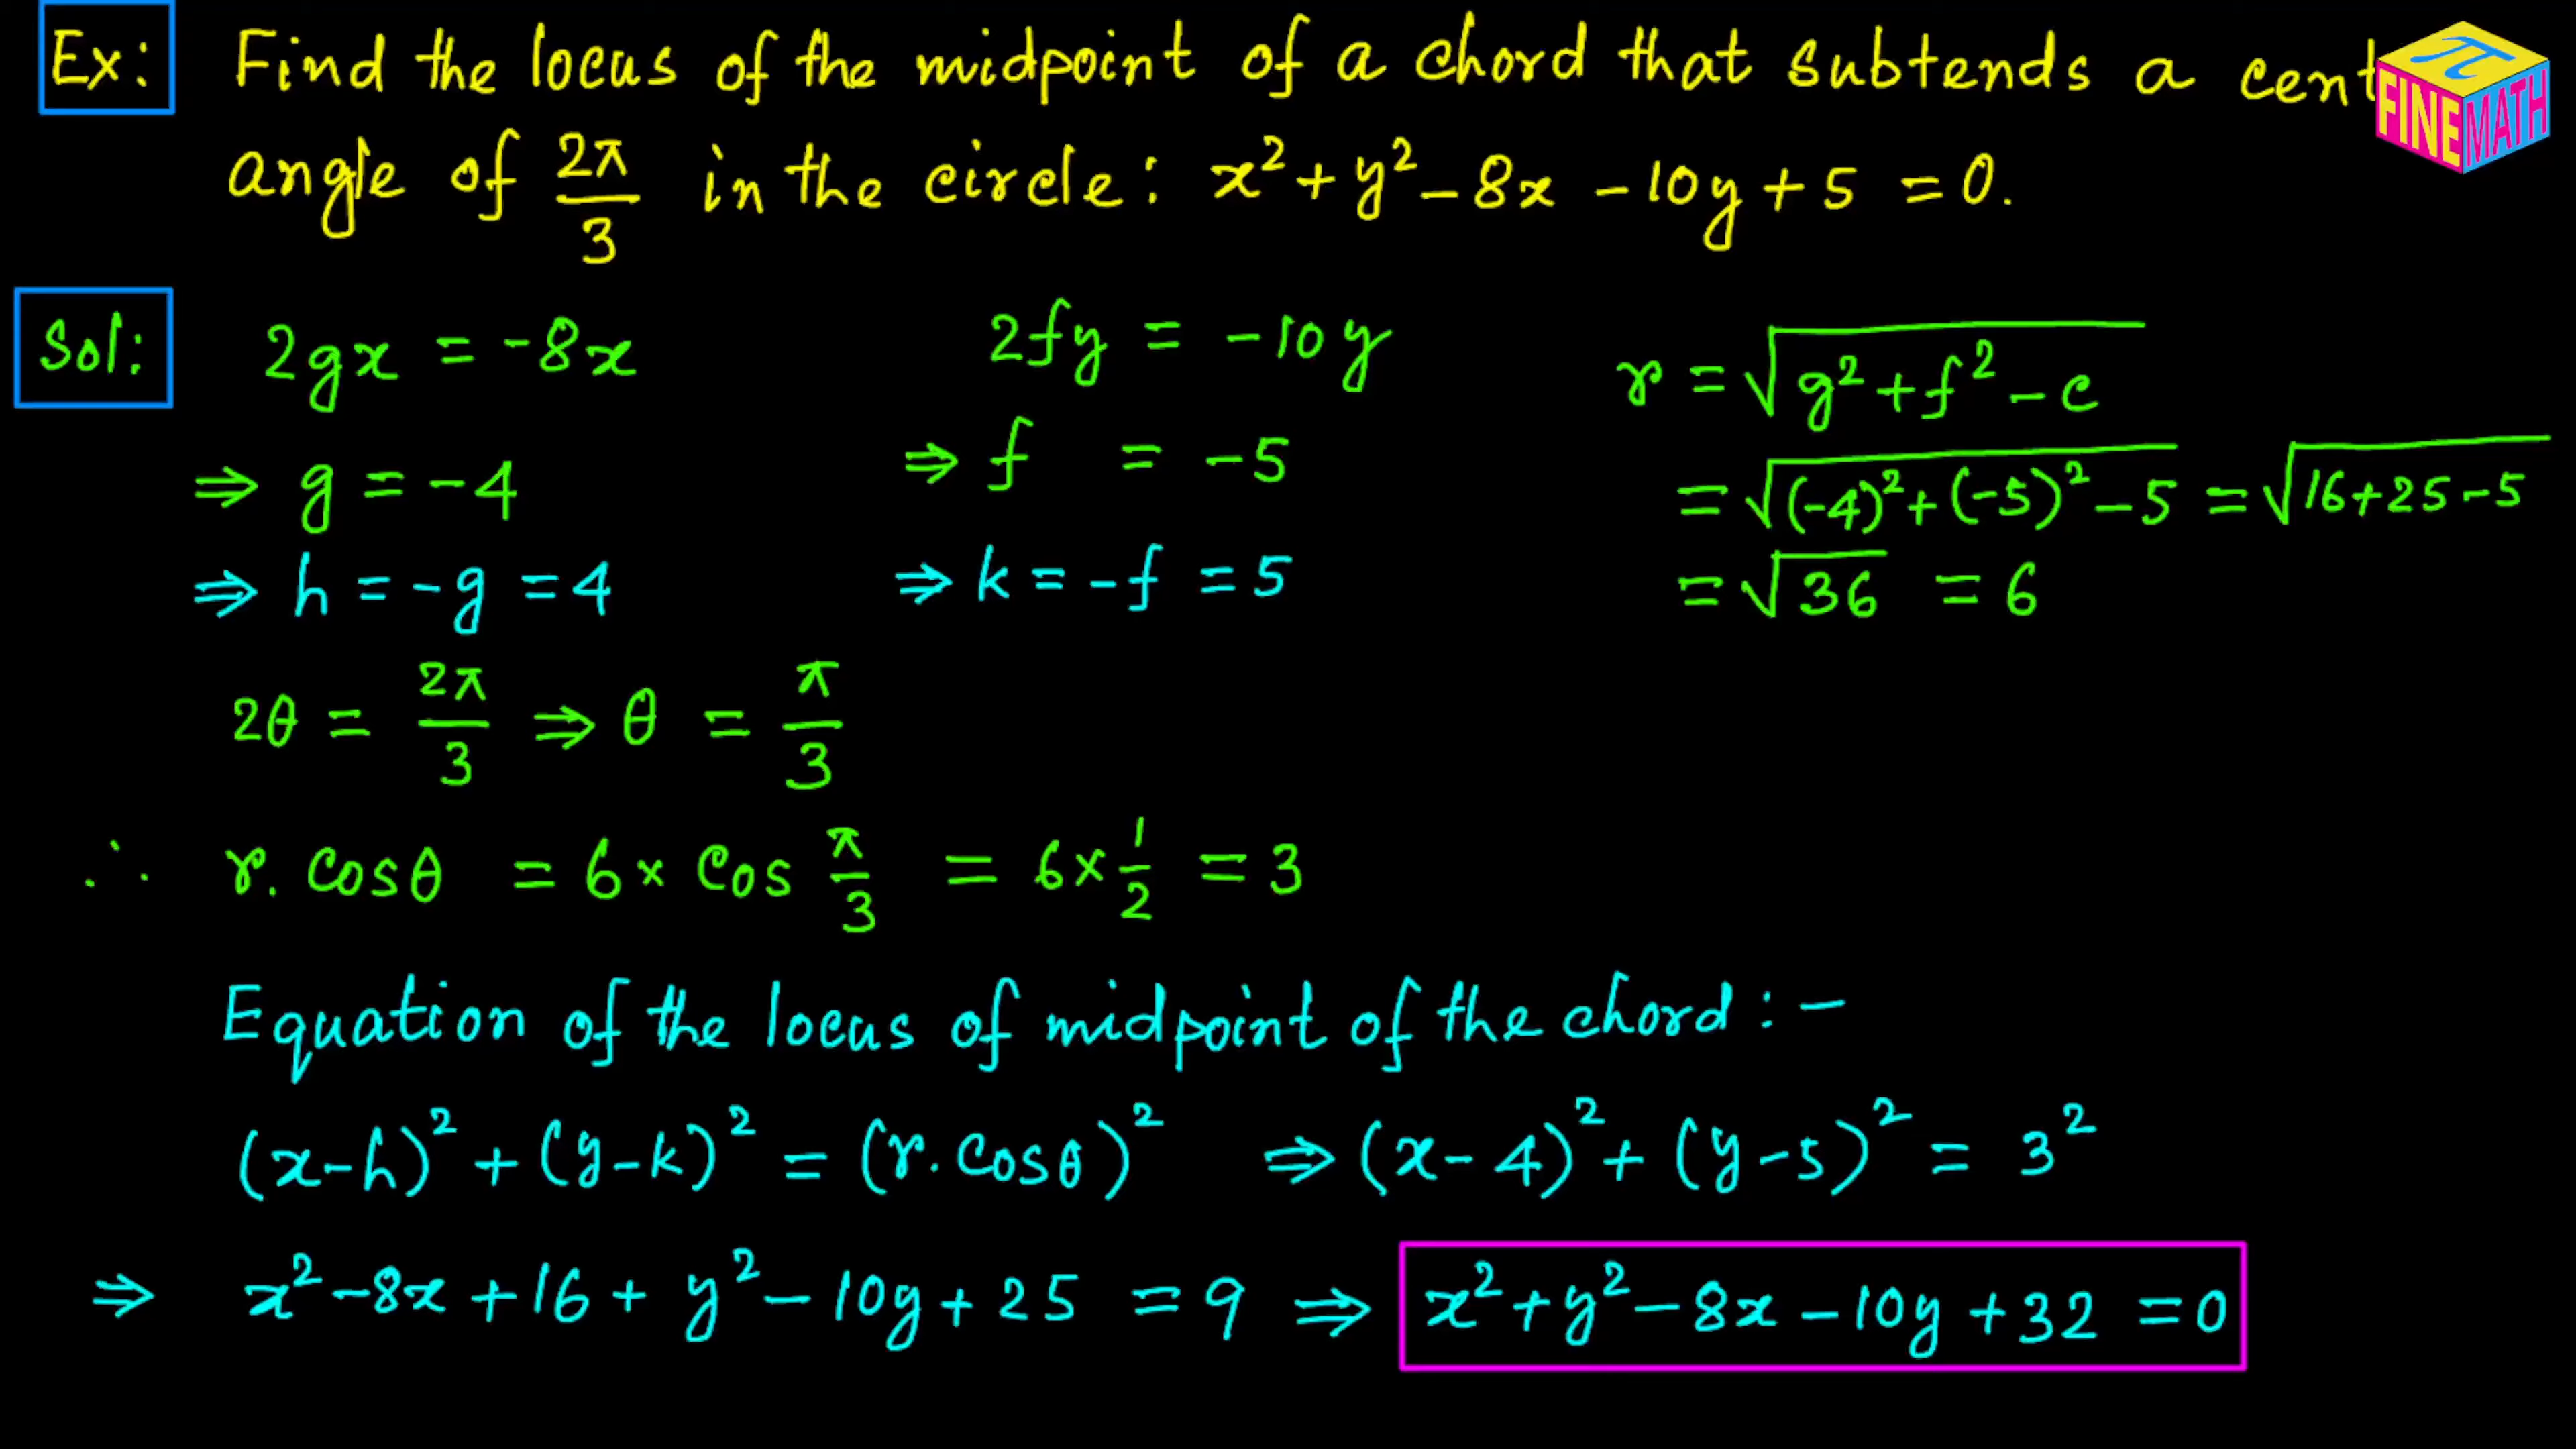 Ex: Find the locus of the midpoint of a chord that subtends a
angle of 2π/3 in the circle: x² + y² - 8x - 10y + 5 = 0.
π
FINE MATH
Sol: 2gx = -8x 2fy = -10y r = √(g² + f² - c)
⇒ g = -4 ⇒ f = -5 = √((-4)² + (-5)² - 5) = √(16+25-5)
⇒ h = -g = 4 ⇒ k = -f = 5 = √36 = 6
2θ = 2π/3 ⇒ θ = π/3
∴ r. cosθ = 6 × cos π/3 = 6 × 1/2 = 3
Equation of the locus of midpoint of the chord: -
(x-h)² + (y-k)² = (r. cosθ)² ⇒ (x-4)² + (y-5)² = 3²
⇒ x² - 8x + 16 + y² - 10y + 25 = 9 ⇒ x² + y² - 8x - 10y + 32 = 0